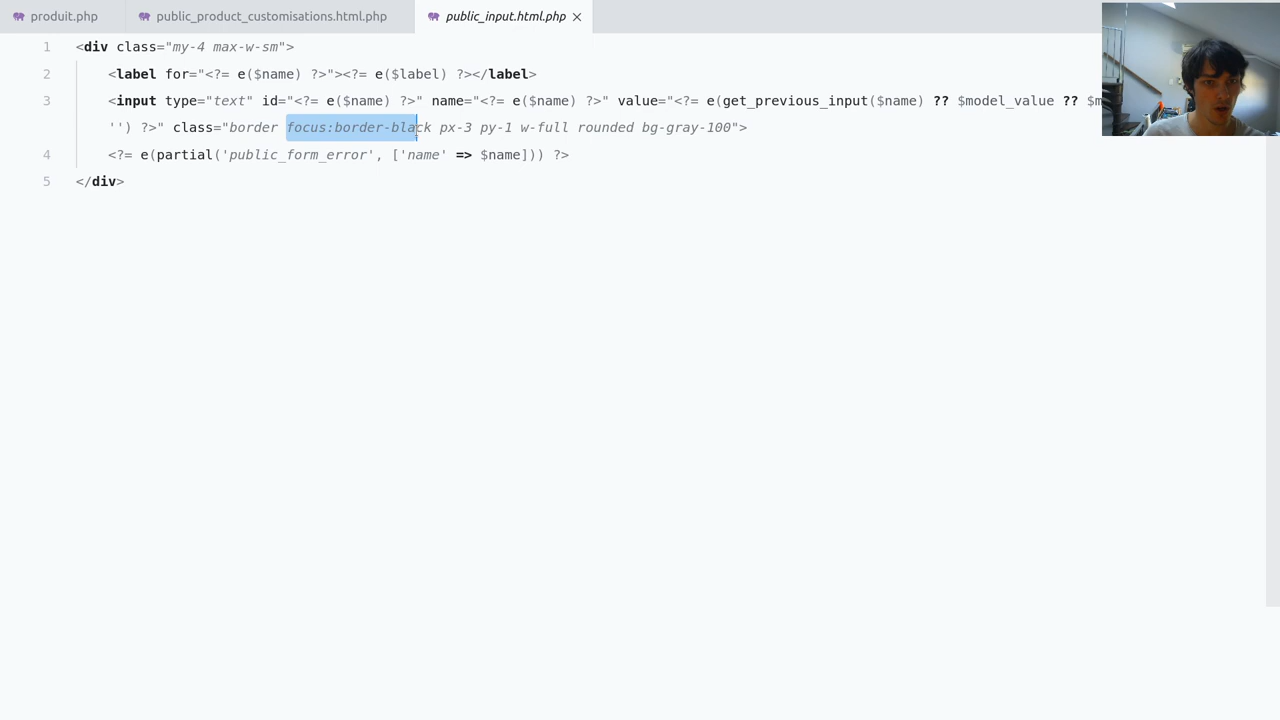 produit.php
public_product_customisations.html.php
public_input.html.php
1 <div class="my-4 max-w-sm">
2 <label for="<?= e($name) ?>"><?= e($label) ?></label>
3 <input type="text" id="<?= e($name) ?>" name="<?= e($name) ?>" value="<?= e(get_previous_input($name) ?? $model_value ?? $m
'') ?>" class="border focus:border-black px-3 py-1 w-full rounded bg-gray-100">
4 <?= e(partial('public_form_error', ['name' => $name])) ?>
5 </div>